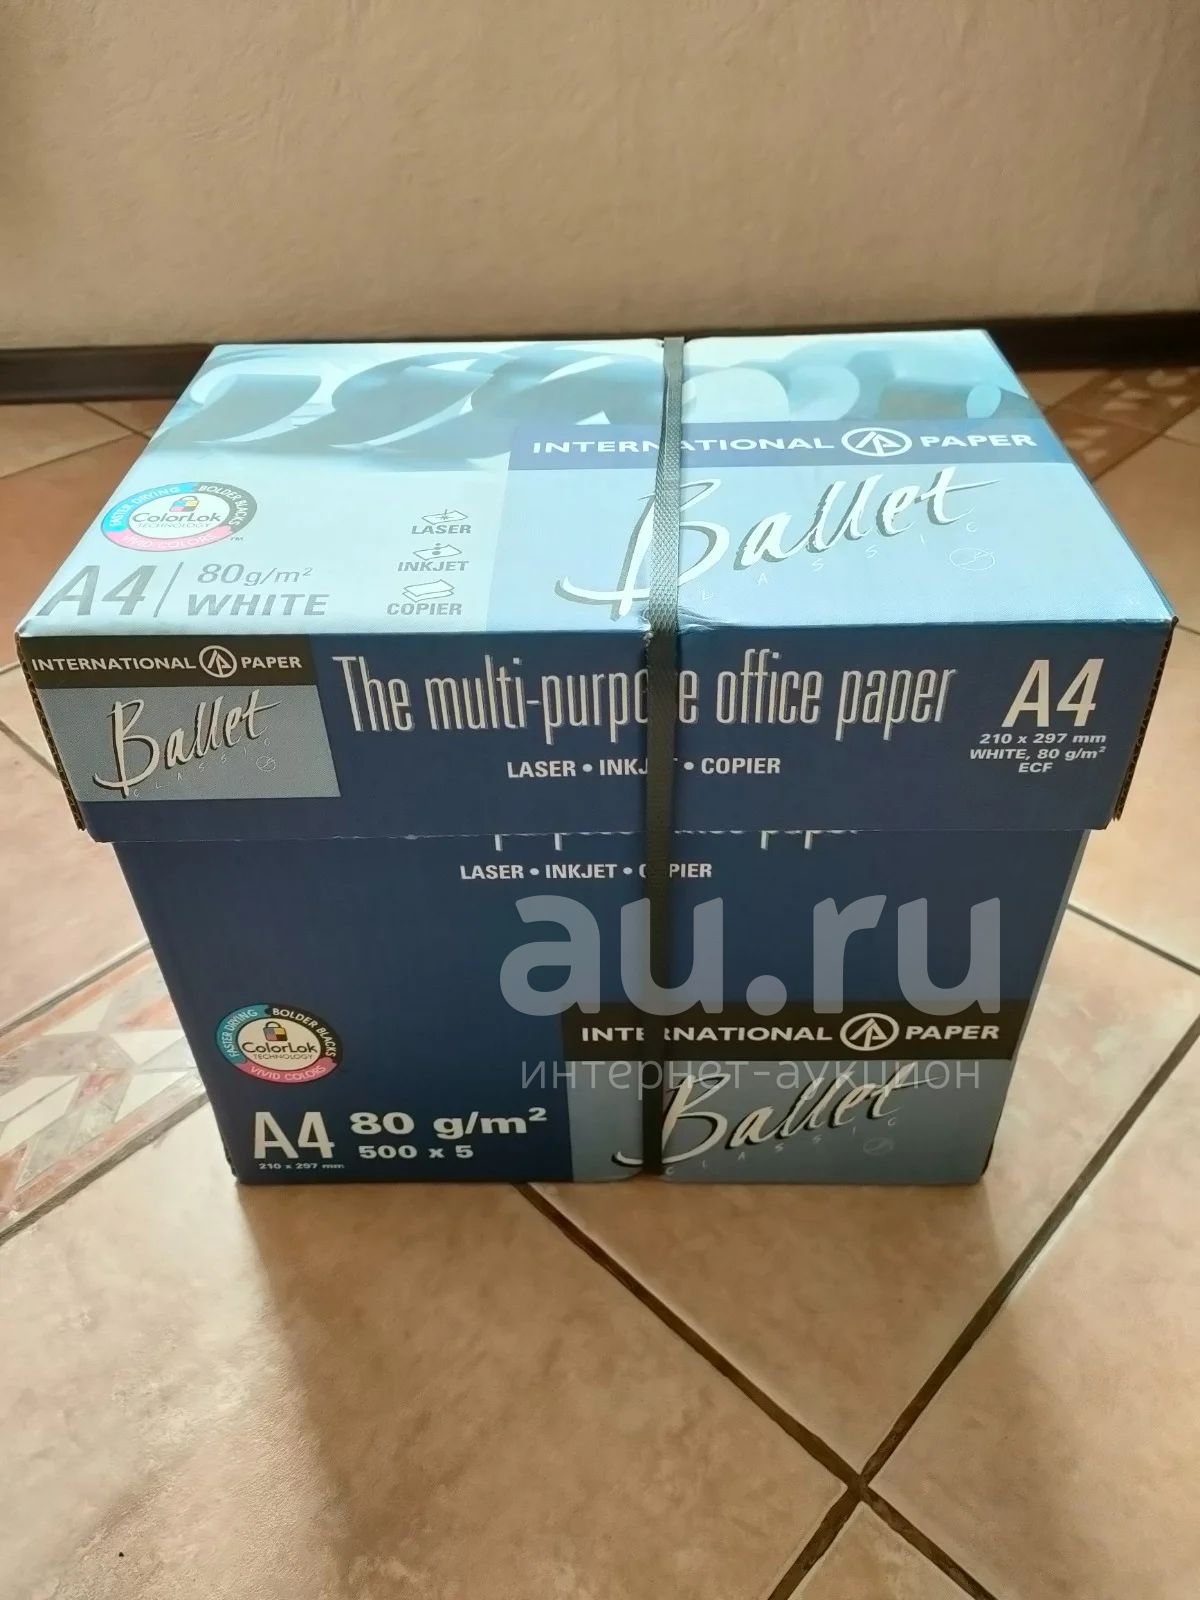 INTERNATIONAL PAPER
Ballet
CLASSIC
FASTER DRYING BOLDER BLACKS
ColorLok
TECHNOLOGY
VIVID COLORS ™
LASER
INKJET
COPIER
A4 / 80g/m²
WHITE
INTERNATIONAL PAPER
Ballet
CLASSIC
The multi-purpose office paper
LASER • INKJET • COPIER
A4
210 x 297 mm
WHITE, 80 g/m²
ECF
LASER • INKJET • COPIER
au.ru
интернет-аукцион
FASTER DRYING BOLDER BLACKS
ColorLok
TECHNOLOGY
VIVID COLORS
A4 80 g/m²
500 x 5
210 x 297 mm
INTERNATIONAL PAPER
Ballet
CLASSIC